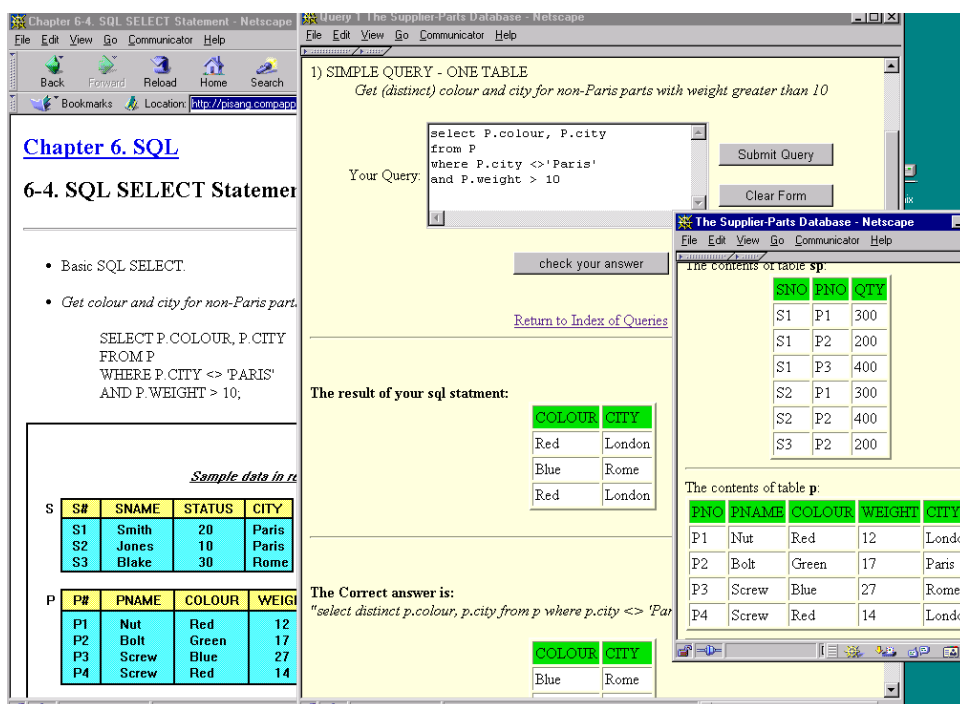 Chapter 6-4. SQL SELECT Statement - Netscape
File Edit View Go Communicator Help
Back Forward Reload Home Search
Bookmarks Location: http://pisang.compapp
Chapter 6. SQL
6-4. SQL SELECT Statemen
• Basic SQL SELECT.
• Get colour and city for non-Paris part
SELECT P.COLOUR, P.CITY
FROM P
WHERE P.CITY <> 'PARIS'
AND P.WEIGHT > 10;
Sample data in re
S S# SNAME STATUS CITY
S1 Smith 20 Paris
S2 Jones 10 Paris
S3 Blake 30 Rome
P P# PNAME COLOUR WEIGH
P1 Nut Red 12
P2 Bolt Green 17
P3 Screw Blue 27
P4 Screw Red 14
Query 1 The Supplier-Parts Database - Netscape
File Edit View Go Communicator Help
1) SIMPLE QUERY - ONE TABLE
Get (distinct) colour and city for non-Paris parts with weight greater than 10
Your Query:
select P.colour, P.city
from P
where P.city <>'Paris'
and P.weight > 10
Submit Query
Clear Form
check your answer
Return to Index of Queries
The result of your sql statment:
COLOUR CITY
Red London
Blue Rome
Red London
The Correct answer is:
"select distinct p.colour, p.city from p where p.city <> 'Par
COLOUR CITY
Blue Rome
The Supplier-Parts Database - Netscape
File Edit View Go Communicator Help
The contents of table sp:
SNO PNO QTY
S1 P1 300
S1 P2 200
S1 P3 400
S2 P1 300
S2 P2 400
S3 P2 200
The contents of table p:
PNO PNAME COLOUR WEIGHT CITY
P1 Nut Red 12 Londo
P2 Bolt Green 17 Paris
P3 Screw Blue 27 Rome
P4 Screw Red 14 Londo